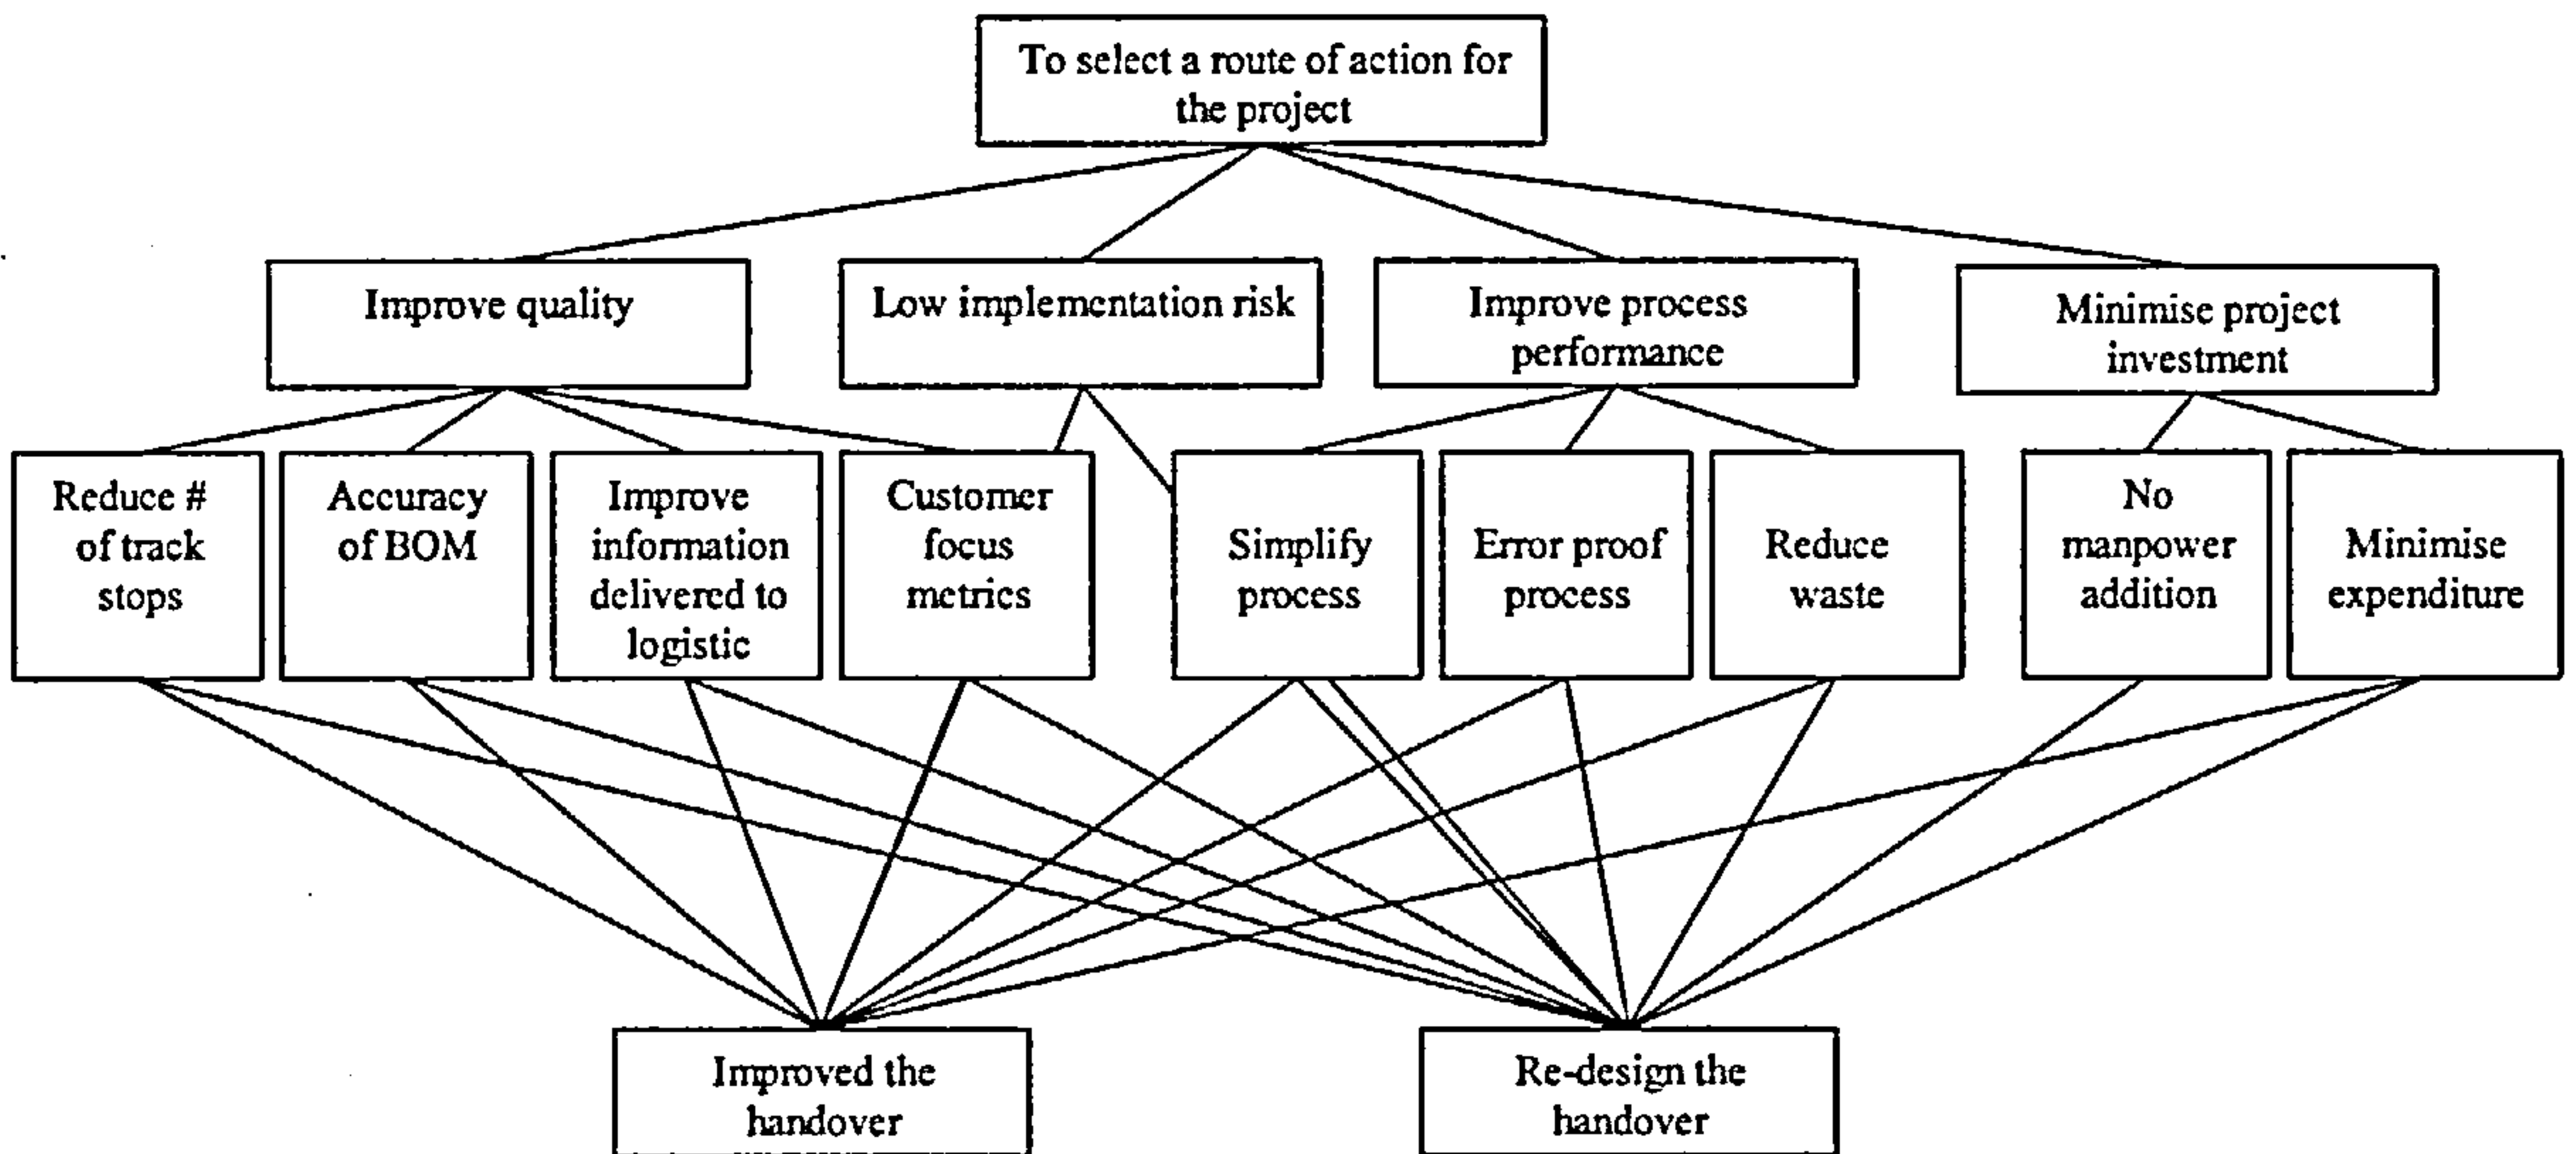 To select a route of action for
the project
Improve quality
Low implementation risk
Improve process
performance
Minimise project
investment
Reduce #
of track
stops
Accuracy
of BOM
Improve
information
delivered to
logistic
Customer
focus
metrics
Simplify
process
Error proof
process
Reduce
waste
No
manpower
addition
Minimise
expenditure
Improved the
handover
Re-design the
handover